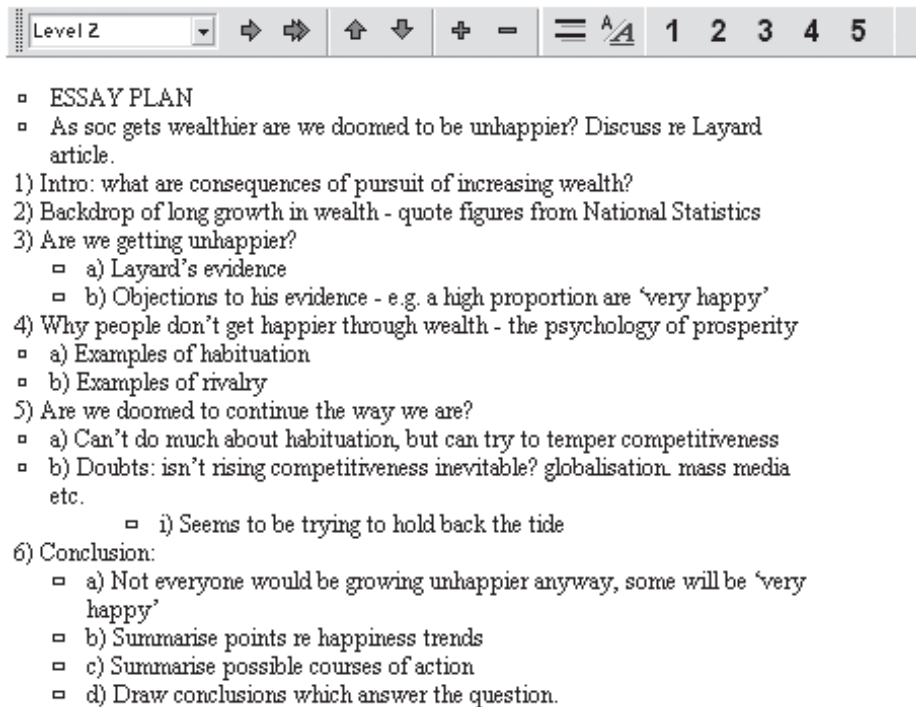 Level 2
A/A 1 2 3 4 5
ESSAY PLAN
As soc gets wealthier are we doomed to be unhappier? Discuss re Layard
article.
1) Intro: what are consequences of pursuit of increasing wealth?
2) Backdrop of long growth in wealth - quote figures from National Statistics
3) Are we getting unhappier?
a) Layard's evidence
b) Objections to his evidence - e.g. a high proportion are 'very happy'
4) Why people don't get happier through wealth - the psychology of prosperity
a) Examples of habituation
b) Examples of rivalry
5) Are we doomed to continue the way we are?
a) Can't do much about habituation, but can try to temper competitiveness
b) Doubts: isn't rising competitiveness inevitable? globalisation. mass media
etc.
i) Seems to be trying to hold back the tide
6) Conclusion:
a) Not everyone would be growing unhappier anyway, some will be 'very
happy'
b) Summarise points re happiness trends
c) Summarise possible courses of action
d) Draw conclusions which answer the question.